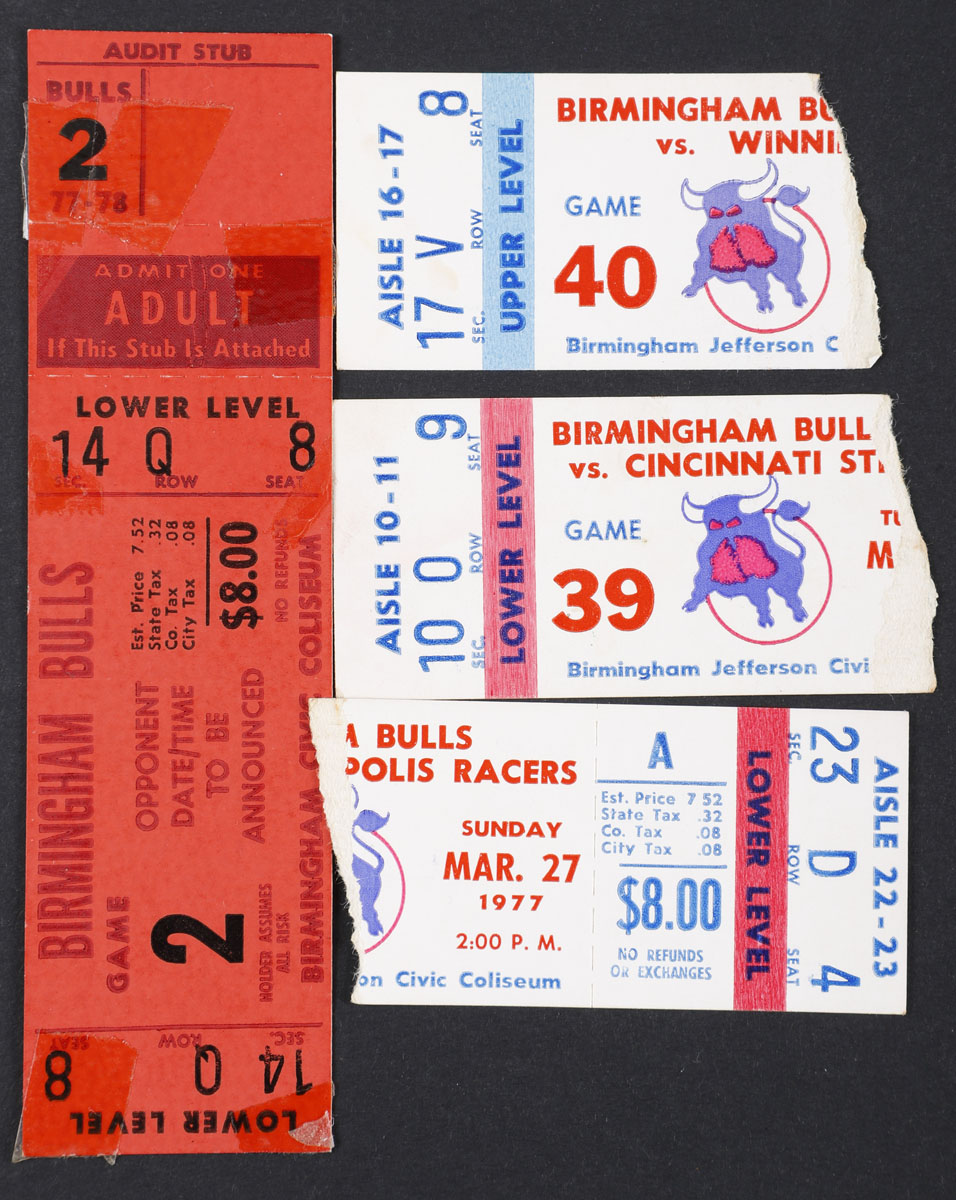 AUDIT STUB
BULLS
2
77-78
ADMIT ONE
ADULT
If This Stub Is Attached
LOWER LEVEL
14 Q 8
SEC. ROW SEAT
BIRMINGHAM BULLS
GAME
2
OPPONENT
DATE/TIME
TO BE
ANNOUNCED
Est. Price 7.52
State Tax .32
Co. Tax .08
City Tax .08
$8.00
NO REFUNDS
HOLDER ASSUMES
ALL RISK
BIRMINGHAM CIVIC COLISEUM
LOWER LEVEL
14 Q 8
SEC. ROW SEAT
AISLE 16-17
17 V 8
SEC. ROW SEAT
UPPER LEVEL
BIRMINGHAM BU
vs. WINNI
GAME
40
Birmingham Jefferson C
AISLE 10-11
10 O 9
SEC. ROW SEAT
LOWER LEVEL
BIRMINGHAM BULL
vs. CINCINNATI ST
GAME
39
TU
M
Birmingham Jefferson Civi
A BULLS
POLIS RACERS
SUNDAY
MAR. 27
1977
2:00 P. M.
on Civic Coliseum
A
Est. Price 7 52
State Tax .32
Co. Tax .08
City Tax .08
$8.00
NO REFUNDS
OR EXCHANGES
LOWER LEVEL
SEC. ROW SEAT
23 D 4
AISLE 22-23